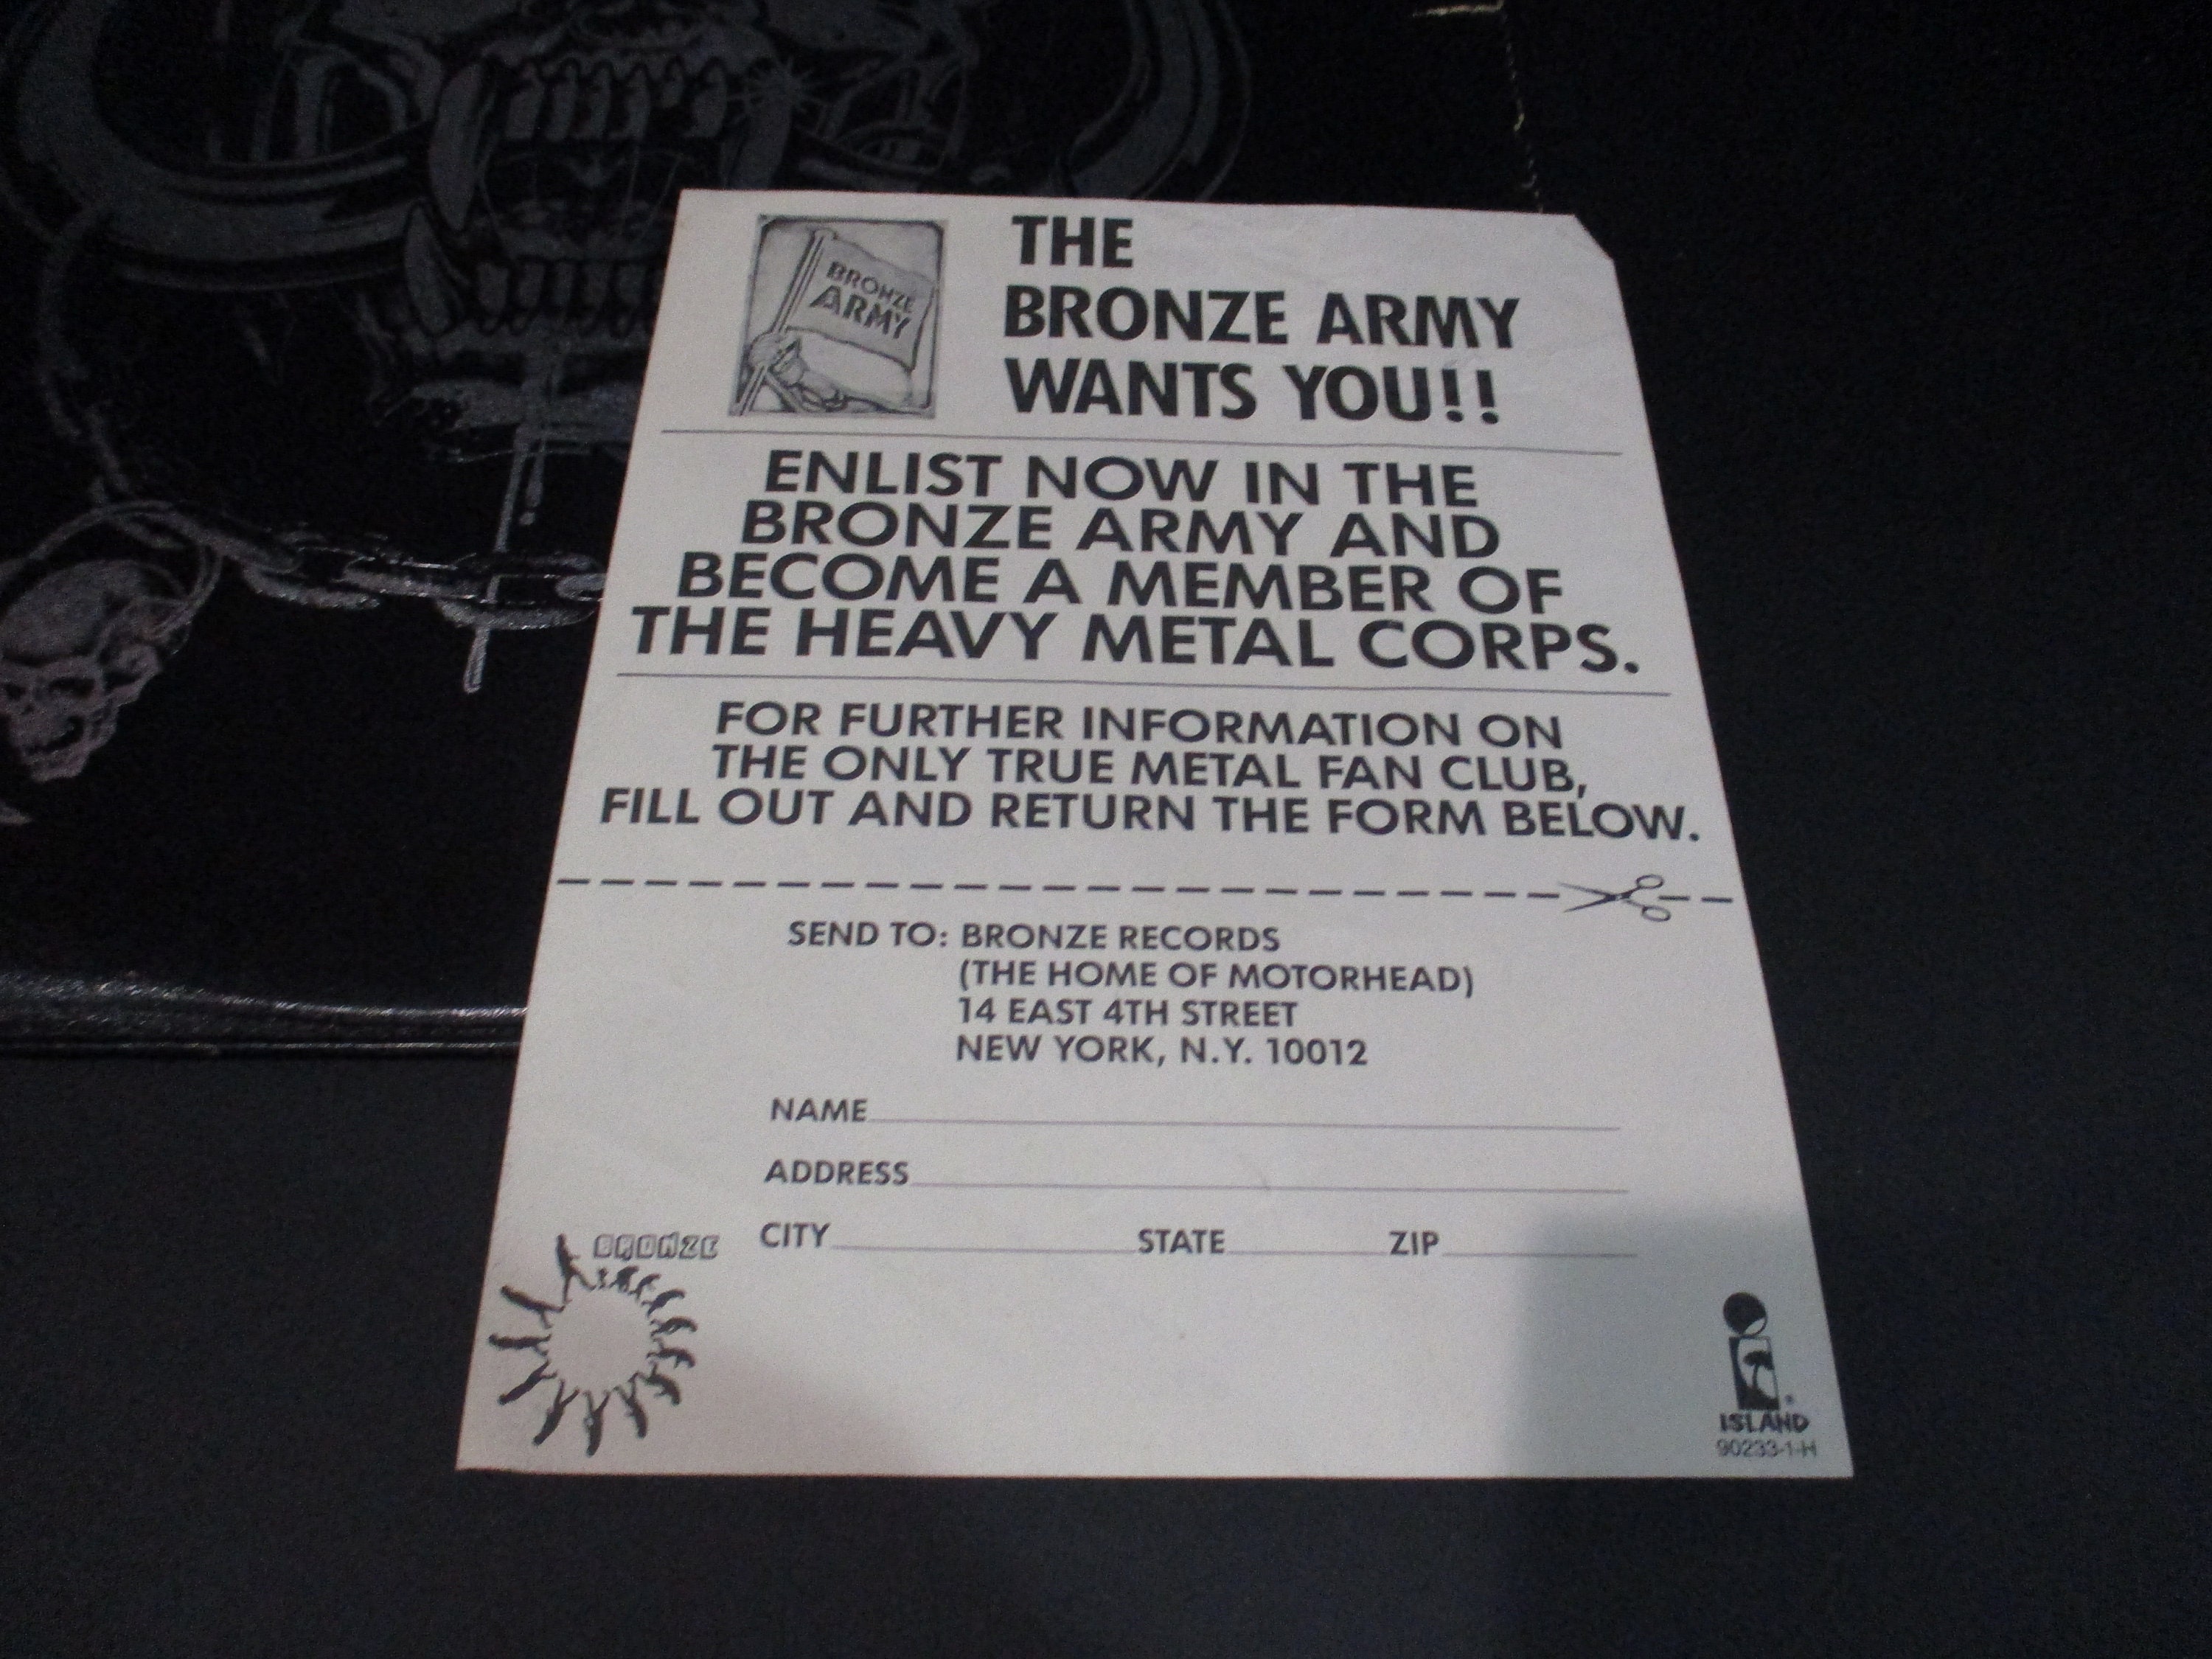 BRONZE
ARMY
THE
BRONZE ARMY
WANTS YOU!!
ENLIST NOW IN THE
BRONZE ARMY AND
BECOME A MEMBER OF
THE HEAVY METAL CORPS.
FOR FURTHER INFORMATION ON
THE ONLY TRUE METAL FAN CLUB,
FILL OUT AND RETURN THE FORM BELOW.
SEND TO: BRONZE RECORDS
(THE HOME OF MOTORHEAD)
14 EAST 4TH STREET
NEW YORK, N.Y. 10012
NAME
ADDRESS
CITY STATE ZIP
BRONZE
®
ISLAND
90233-1-H